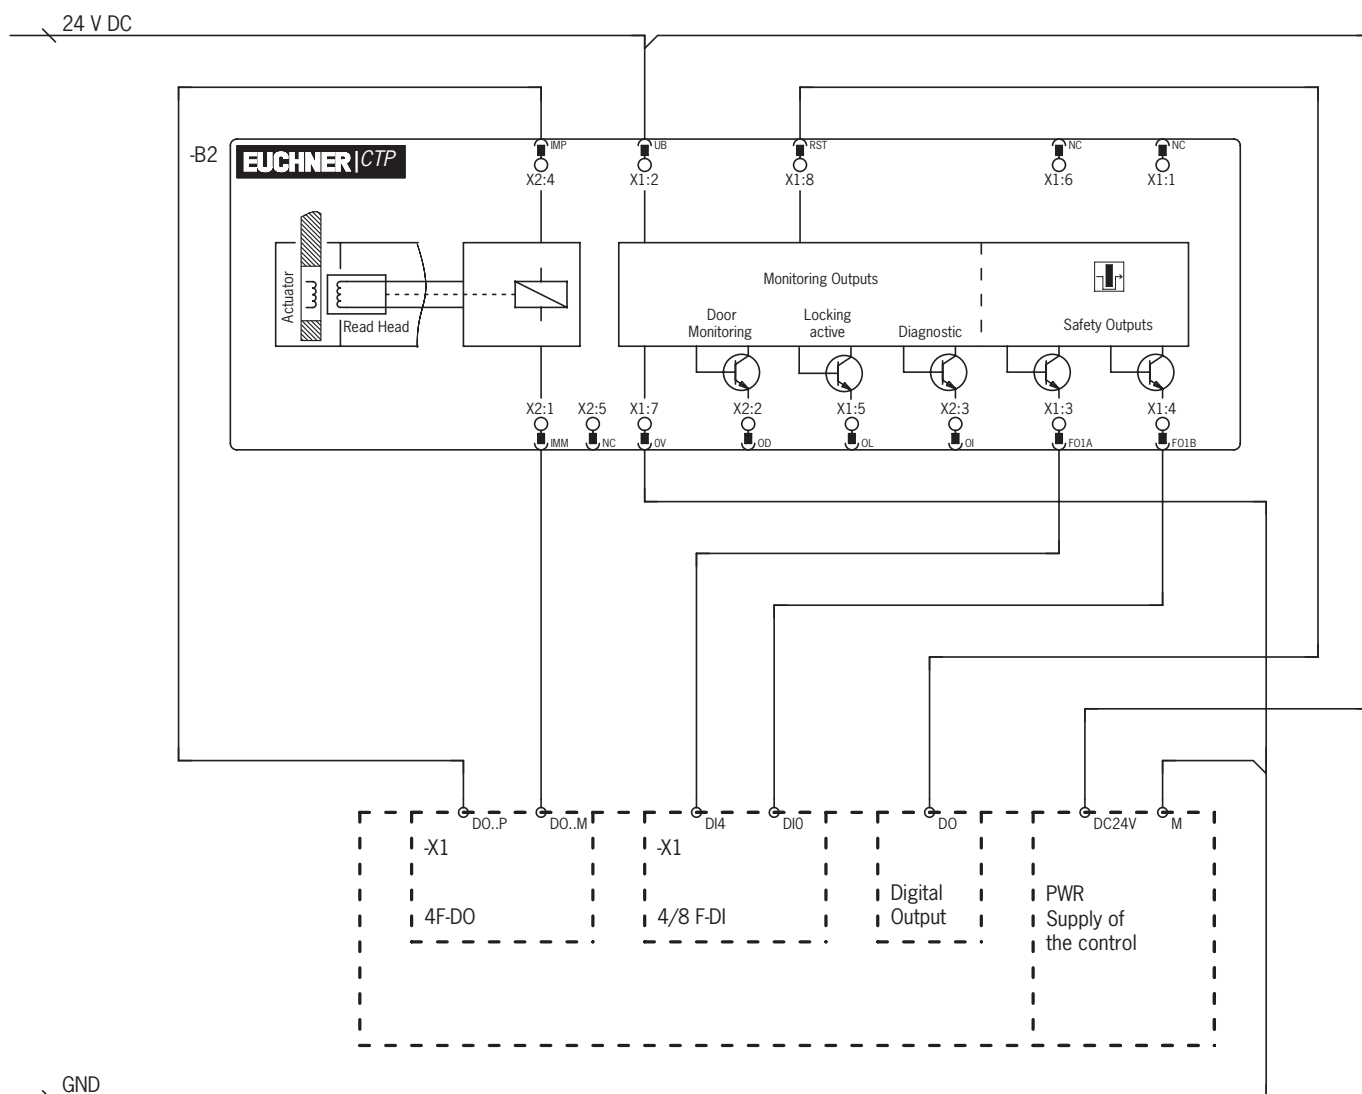 24 V DC
-B2
EUCHNER CTP
IMP
UB
RST
NC
NC
X2:4
X1:2
X1:8
X1:6
X1:1
Actuator
Read Head
Monitoring Outputs
Door
Monitoring
Locking
active
Diagnostic
Safety Outputs
X2:1
X2:5
X1:7
X2:2
X1:5
X2:3
X1:3
X1:4
IMM
NC
0V
OD
OL
OI
FO1A
FO1B
DO..P
DO..M
DI4
DI0
DO
DC24V
M
-X1
4F-DO
-X1
4/8 F-DI
Digital
Output
PWR
Supply of
the control
GND